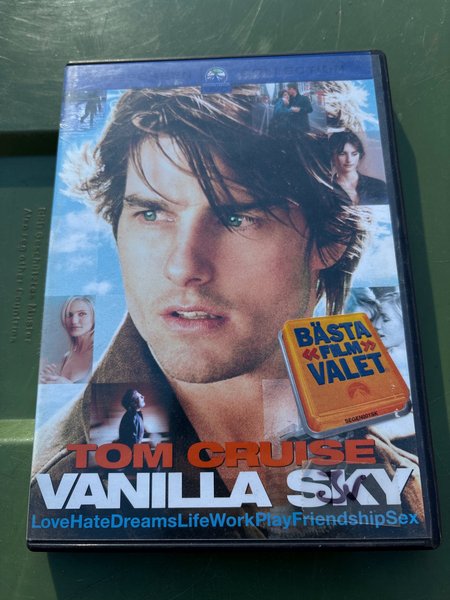 BÄSTA
«FILM»
VALET
TOM CRUISE
VANILLA SKY
LoveHateDreamsLifeWorkPlayFriendshipSex